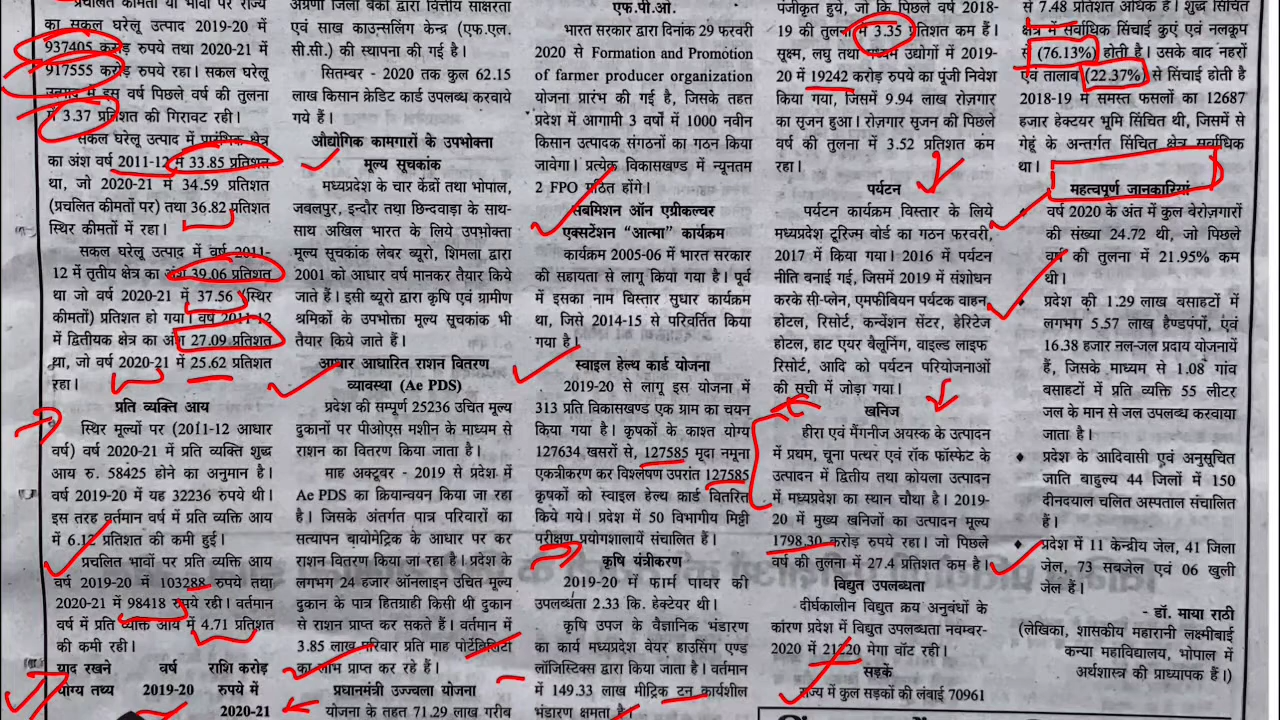 प्रचलित कीमतों या भावों पर राज्य
का सकल घरेलू उत्पाद 2019-20 में
937405 करोड़ रुपये तथा 2020-21 में
917555 करोड़ रुपये रहा। सकल घरेलू
उत्पाद में इस वर्ष पिछले वर्ष की तुलना
में 3.37 प्रतिशत की गिरावट रही।
सकल घरेलू उत्पाद में प्राथमिक क्षेत्र
का अंश वर्ष 2011-12 में 33.85 प्रतिशत
था, जो 2020-21 में 34.59 प्रतिशत
(प्रचलित कीमतों पर) तथा 36.82 प्रतिशत
स्थिर कीमतों में रहा।
सकल घरेलू उत्पाद में वर्ष 2011-
12 में तृतीय क्षेत्र का अंश 39.06 प्रतिशत
था जो वर्ष 2020-21 में 37.56 (स्थिर
कीमतों) प्रतिशत हो गया। वर्ष 2011-12
में द्वितीयक क्षेत्र का अंश 27.09 प्रतिशत
था, जो वर्ष 2020-21 में 25.62 प्रतिशत
रहा।
प्रति व्यक्ति आय
स्थिर मूल्यों पर (2011-12 आधार
वर्ष) वर्ष 2020-21 में प्रति व्यक्ति शुद्ध
आय रु. 58425 होने का अनुमान है।
वर्ष 2019-20 में यह 32236 रुपये थी।
इस तरह वर्तमान वर्ष में प्रति व्यक्ति आय
में 6.12 प्रतिशत की कमी हुई।
प्रचलित भावों पर प्रति व्यक्ति आय
वर्ष 2019-20 में 103288 रुपये तथा
2020-21 में 98418 रुपये रही। वर्तमान
वर्ष में प्रति व्यक्ति आय में 4.71 प्रतिशत
की कमी रही।
याद रखने वर्ष राशि करोड़
योग्य तथ्य 2019-20 रुपये में
2020-21
अग्रणी जिला बैंकों द्वारा वित्तीय साक्षरता
एवं साख काउन्सलिंग केन्द्र (एफ.एल.
सी.सी.) की स्थापना की गई है।
सितम्बर - 2020 तक कुल 62.15
लाख किसान क्रेडिट कार्ड उपलब्ध करवाये
गये हैं।
औद्योगिक कामगारों के उपभोक्ता
मूल्य सूचकांक
मध्यप्रदेश के चार केंद्रों तथा भोपाल,
जबलपुर, इन्दौर तथा छिन्दवाड़ा के साथ-
साथ अखिल भारत के लिये उपभोक्ता
मूल्य सूचकांक लेबर ब्यूरो, शिमला द्वारा
2001 को आधार वर्ष मानकर तैयार किये
जाते हैं। इसी ब्यूरो द्वारा कृषि एवं ग्रामीण
श्रमिकों के उपभोक्ता मूल्य सूचकांक भी
तैयार किये जाते हैं।
आधार आधारित राशन वितरण
व्यवस्था (Ae PDS)
प्रदेश की सम्पूर्ण 25236 उचित मूल्य
दुकानों पर पीओएस मशीन के माध्यम से
राशन का वितरण किया जाता है।
माह अक्टूबर - 2019 से प्रदेश में
Ae PDS का क्रियान्वयन किया जा रहा
है। जिसके अंतर्गत पात्र परिवारों का
सत्यापन बायोमेट्रिक के आधार पर कर
राशन वितरण किया जा रहा है। प्रदेश के
लगभग 24 हजार ऑनलाइन उचित मूल्य
दुकान के पात्र हितग्राही किसी थी दुकान
से राशन प्राप्त कर सकते हैं। वर्तमान में
3.85 लाख परिवार प्रति माह पोर्टेबिलिटी
का लाभ प्राप्त कर रहे हैं।
प्रधानमंत्री उज्ज्वला योजना
योजना के तहत 71.29 लाख गरीब
एफ.पी.ओ.
भारत सरकार द्वारा दिनांक 29 फरवरी
2020 से Formation and Promotion
of farmer producer organization
योजना प्रारंभ की गई है, जिसके तहत
प्रदेश में आगामी 3 वर्षों में 1000 नवीन
किसान उत्पादक संगठनों का गठन किया
जावेगा। प्रत्येक विकासखण्ड में न्यूनतम
2 FPO गठित होंगे।
सबमिशन ऑन एग्रीकल्चर
एक्सटेंशन “आत्मा” कार्यक्रम
कार्यक्रम 2005-06 में भारत सरकार
की सहायता से लागू किया गया है। पूर्व
में इसका नाम विस्तार सुधार कार्यक्रम
था, जिसे 2014-15 से परिवर्तित किया
गया है।
स्वाइल हेल्थ कार्ड योजना
2019-20 से लागू इस योजना में
313 प्रति विकासखण्ड एक ग्राम का चयन
किया गया है। कृषकों के काश्त योग्य
127634 खसरों से, 127585 मृदा नमूना
एकत्रीकरण कर विश्लेषण उपरांत 127585
कृषकों को स्वाइल हेल्थ कार्ड वितरित
किये गये। प्रदेश में 50 विभागीय मिट्टी
परीक्षण प्रयोगशालायें संचालित हैं।
कृषि यंत्रीकरण
2019-20 में फार्म पावर की
उपलब्धता 2.33 कि. हेक्टेयर थी।
कृषि उपज के वैज्ञानिक भंडारण
का कार्य मध्यप्रदेश वेयर हाउसिंग एण्ड
लॉजिस्टिक्स द्वारा किया जाता है। वर्तमान
में 149.33 लाख मीट्रिक टन कार्यशील
भंडारण क्षमता है।
पंजीकृत हुये, जो कि पिछले वर्ष 2018-
19 की तुलना में 3.35 प्रतिशत कम हैं।
सूक्ष्म, लघु तथा मध्यम उद्योगों में 2019-
20 में 19242 करोड़ रुपये का पूंजी निवेश
किया गया, जिसमें 9.94 लाख रोज़गार
का सृजन हुआ। रोज़गार सृजन की पिछले
वर्ष की तुलना में 3.52 प्रतिशत कम
रहा।
पर्यटन
पर्यटन कार्यक्रम विस्तार के लिये
मध्यप्रदेश टूरिज्म बोर्ड का गठन फरवरी,
2017 में किया गया। 2016 में पर्यटन
नीति बनाई गई, जिसमें 2019 में संशोधन
करके सी-प्लेन, एमफीबियन पर्यटक वाहन,
होटल, रिसोर्ट, कन्वेंशन सेंटर, हेरिटेज
होटल, हाट एयर बैलूनिंग, वाइल्ड लाइफ
रिसोर्ट, आदि को पर्यटन परियोजनाओं
की सूची में जोड़ा गया।
खनिज
हीरा एवं मैंगनीज अयस्क के उत्पादन
में प्रथम, चूना पत्थर एवं रॉक फॉस्फेट के
उत्पादन में द्वितीय तथा कोयला उत्पादन
में मध्यप्रदेश का स्थान चौथा है। 2019-
20 में मुख्य खनिजों का उत्पादन मूल्य
1798.30 करोड़ रुपये रहा। जो पिछले
वर्ष की तुलना में 27.4 प्रतिशत कम है।
विद्युत उपलब्धता
दीर्घकालीन विद्युत क्रय अनुबंधों के
कारण प्रदेश में विद्युत उपलब्धता नवम्बर-
2020 में 21220 मेगा वॉट रही।
सड़कें
राज्य में कुल सड़कों की लंबाई 70961
से 7.48 प्रतिशत अधिक है। शुद्ध सिंचित
क्षेत्र में सर्वाधिक सिंचाई कुएं एवं नलकूप
से (76.13%) होती है। उसके बाद नहरों
एवं तालाब (22.37%) से सिंचाई होती है
2018-19 में समस्त फसलों का 12687
हजार हेक्टेयर भूमि सिंचित थी, जिसमें से
गेहूं के अन्तर्गत सिंचित क्षेत्र सर्वाधिक
था।
महत्वपूर्ण जानकारियां
वर्ष 2020 के अंत में कुल बेरोज़गारों
की संख्या 24.72 थी, जो पिछले
वर्ष की तुलना में 21.95% कम
थी।
प्रदेश की 1.29 लाख बसाहटों में
लगभग 5.57 लाख हैण्डपंपों, एवं
16.38 हजार नल-जल प्रदाय योजनायें
हैं, जिसके माध्यम से 1.08 गांव
बसाहटों में प्रति व्यक्ति 55 लीटर
जल के मान से जल उपलब्ध करवाया
जाता है।
♦ प्रदेश के आदिवासी एवं अनुसूचित
जाति बाहुल्य 44 जिलों में 150
दीनदयाल चलित अस्पताल संचालित
हैं।
♦ प्रदेश में 11 केन्द्रीय जेल, 41 जिला
जेल, 73 सबजेल एवं 06 खुली
जेल हैं।
- डॉ. माया राठी
(लेखिका, शासकीय महारानी लक्ष्मीबाई
कन्या महाविद्यालय, भोपाल में
अर्थशास्त्र की प्राध्यापक हैं।)